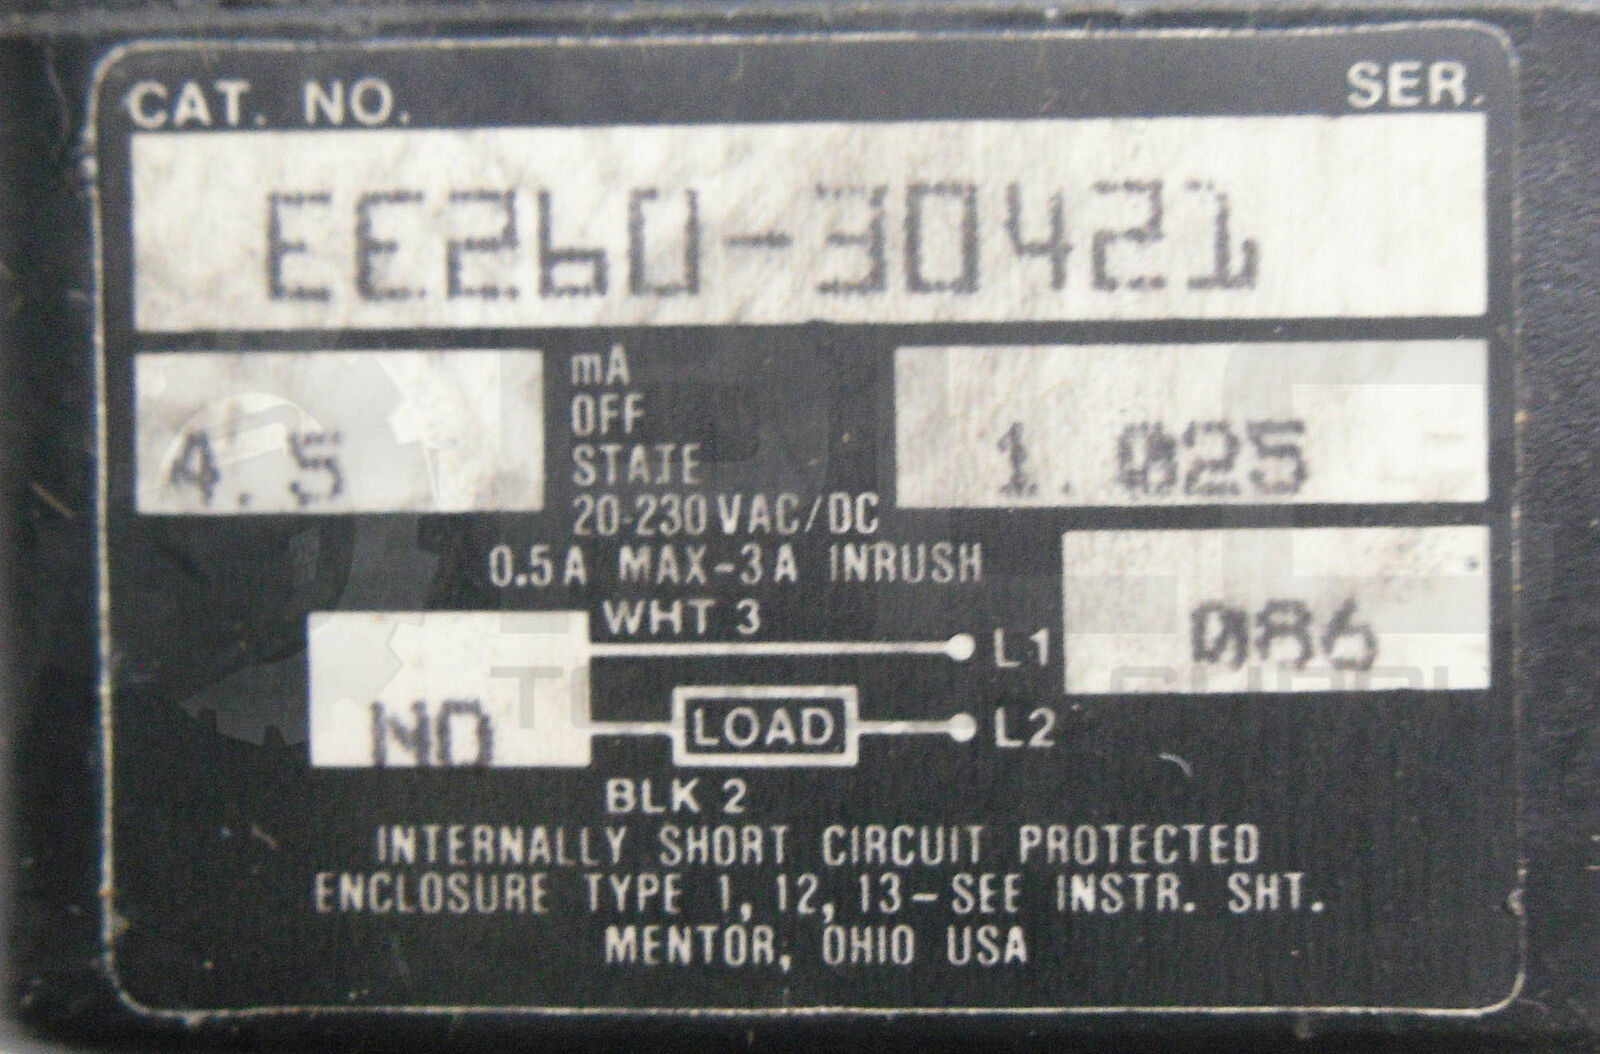 CAT. NO. SER.
EE260-30421
4.5 mA 1.025
OFF
STATE
20-230 VAC/DC
0.5A MAX-3A INRUSH
WHT 3 086
L1
NO LOAD L2
BLK 2
INTERNALLY SHORT CIRCUIT PROTECTED
ENCLOSURE TYPE 1, 12, 13-SEE INSTR. SHT.
MENTOR, OHIO USA